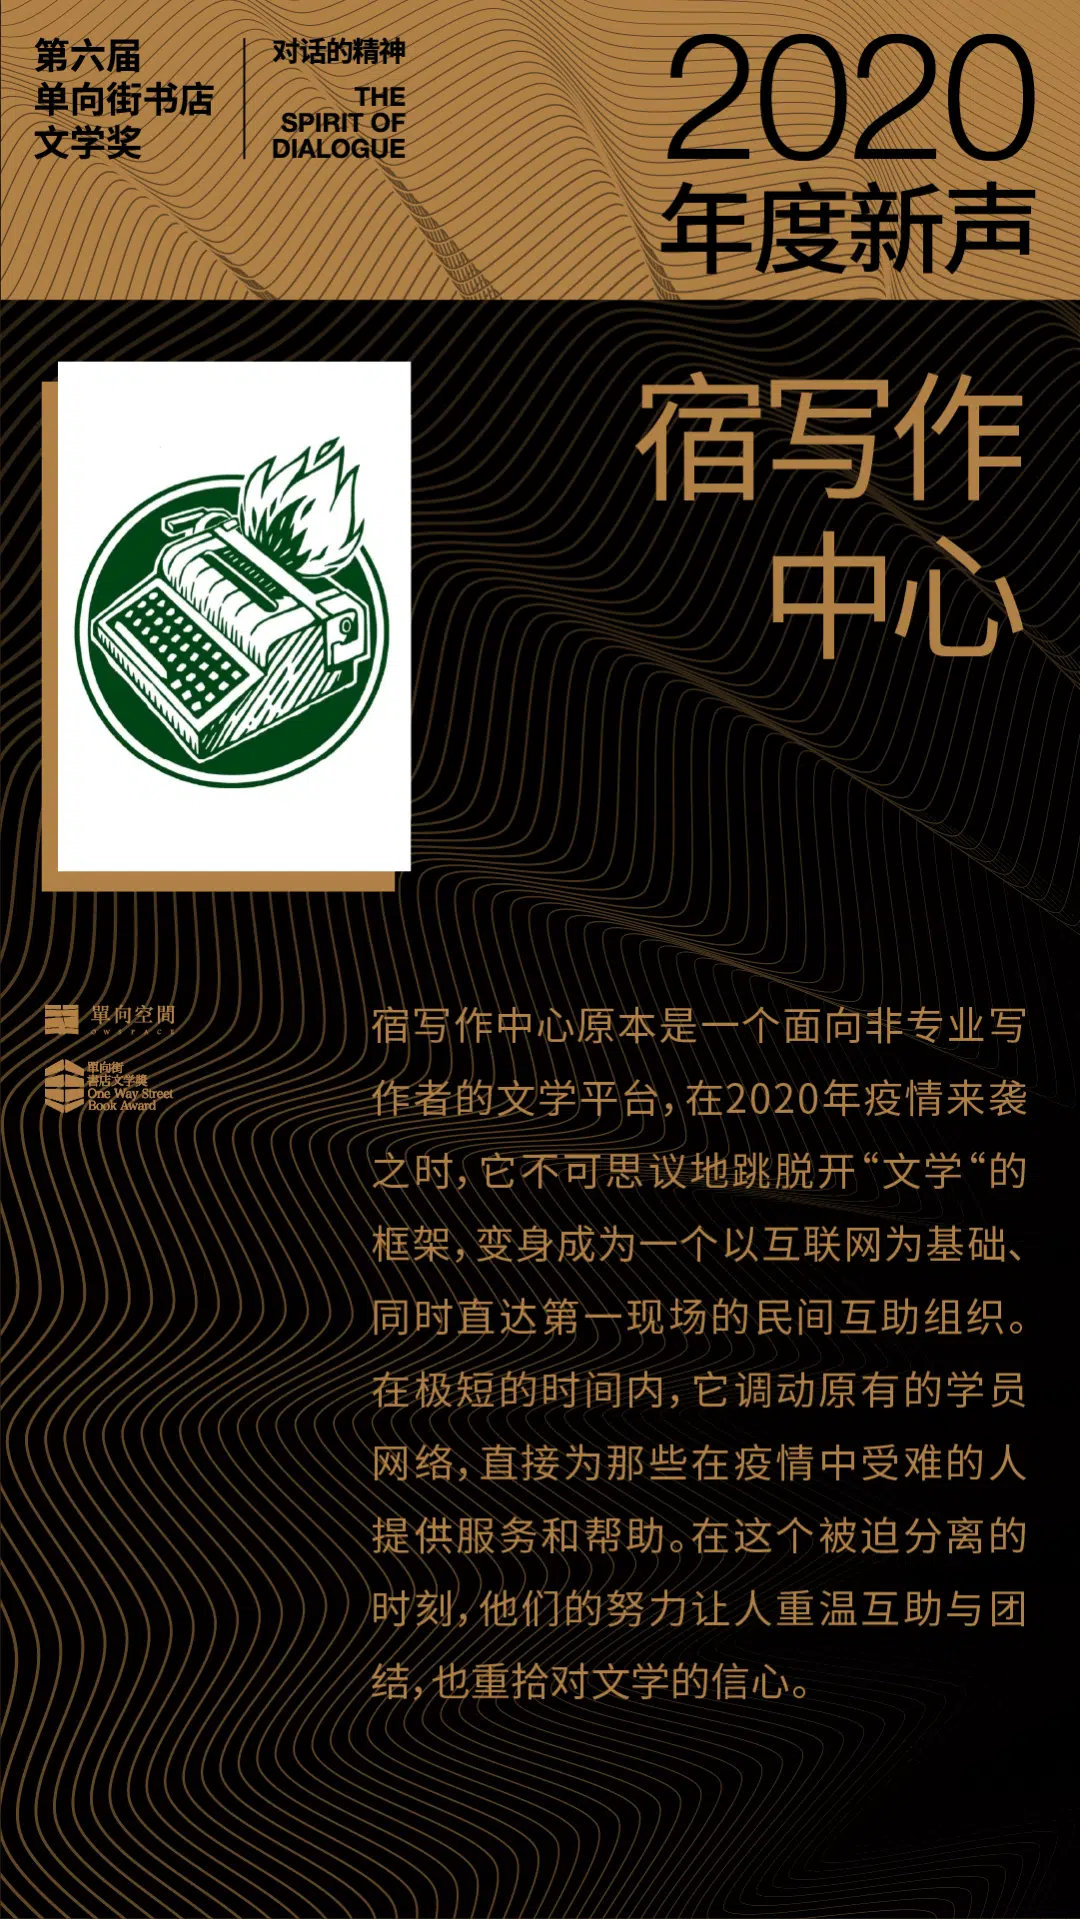 第六届
单向街书店
文学奖
对话的精神
THE
SPIRIT OF
DIALOGUE
2020
年度新声
宿写作
中心
單向空間
OWSPACE
單向街
書店文学獎
One Way Street
Book Award
宿写作中心原本是一个面向非专业写
作者的文学平台，在2020年疫情来袭
之时，它不可思议地跳脱开“文学“的
框架，变身成为一个以互联网为基础、
同时直达第一现场的民间互助组织。
在极短的时间内，它调动原有的学员
网络，直接为那些在疫情中受难的人
提供服务和帮助。在这个被迫分离的
时刻，他们的努力让人重温互助与团
结，也重拾对文学的信心。